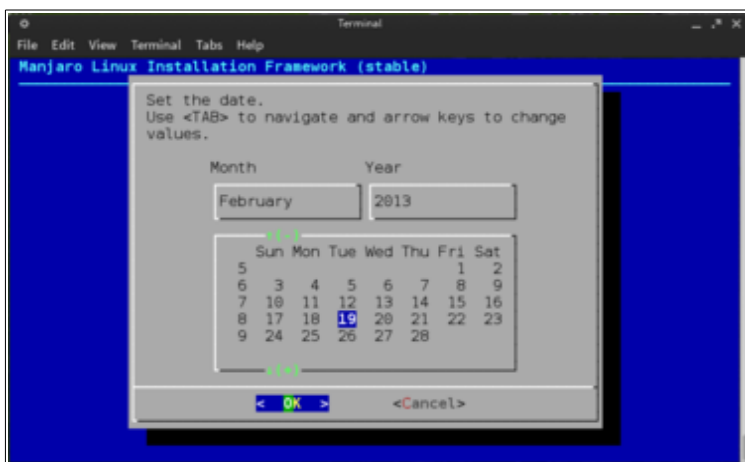 Terminal
File Edit View Terminal Tabs Help
Manjaro Linux Installation Framework (stable)
Set the date.
Use <TAB> to navigate and arrow keys to change
values.
Month Year
February 2013
(-)
Sun Mon Tue Wed Thu Fri Sat
5 1 2
6 3 4 5 6 7 8 9
7 10 11 12 13 14 15 16
8 17 18 19 20 21 22 23
9 24 25 26 27 28
(+)
< OK > <Cancel>